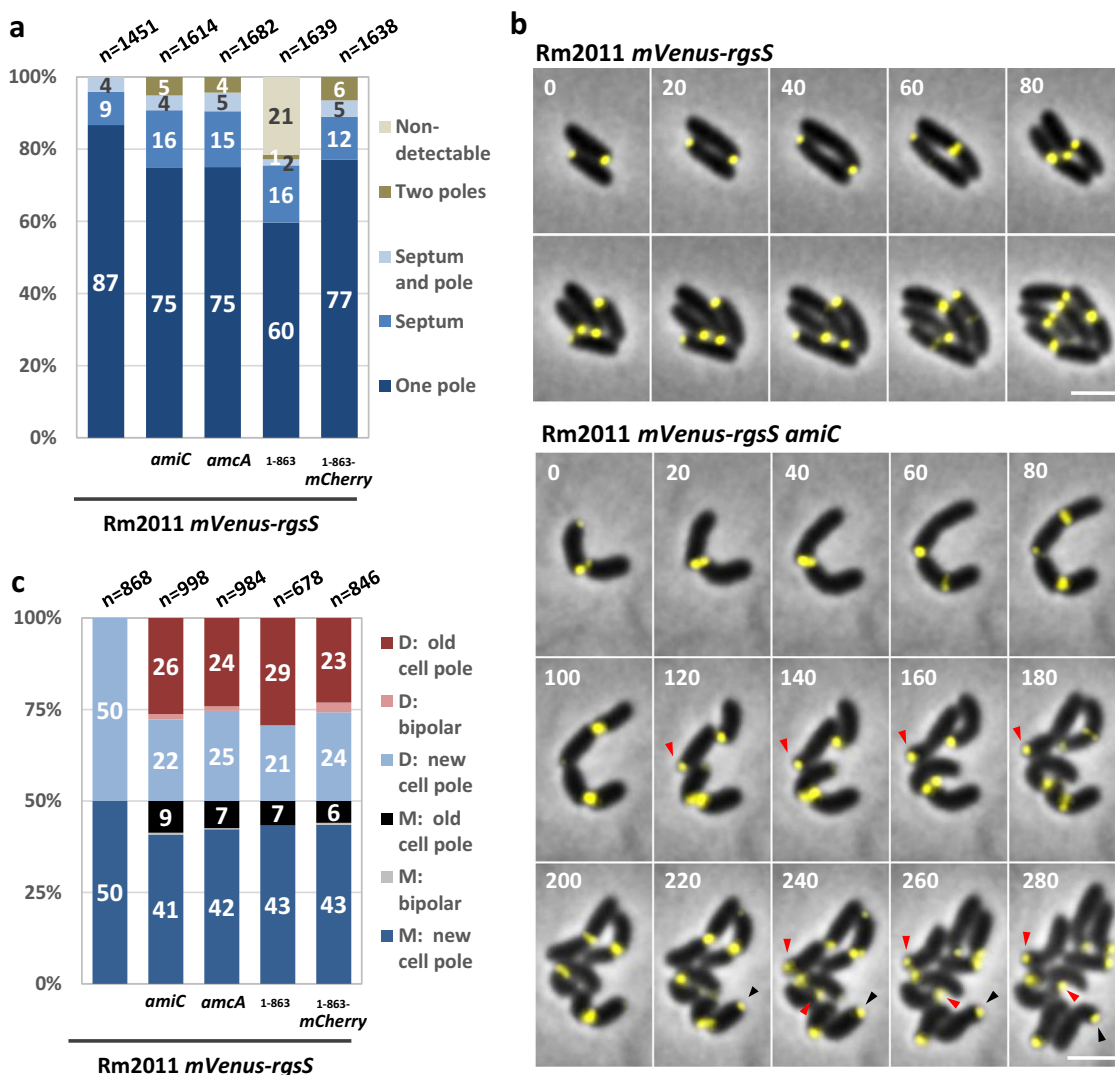 a
n=1451
n=1614
n=1682
n=1639
n=1638
100%
80%
60%
40%
20%
0%
4
9
87
5
4
16
75
4
5
15
75
21
1
2
16
60
6
5
12
77
Non-
detectable
Two poles
Septum
and pole
Septum
One pole
amiC
amcA
1-863
1-863-
mCherry
Rm2011 mVenus-rgsS
b
Rm2011 mVenus-rgsS
0
20
40
60
80
Rm2011 mVenus-rgsS amiC
0
20
40
60
80
100
120
140
160
180
200
220
240
260
280
c
n=868
n=998
n=984
n=678
n=846
100%
75%
50%
25%
0%
50
50
26
22
9
41
24
25
7
42
29
21
7
43
23
24
6
43
D: old
cell pole
D:
bipolar
D: new
cell pole
M: old
cell pole
M:
bipolar
M: new
cell pole
amiC
amcA
1-863
1-863-
mCherry
Rm2011 mVenus-rgsS